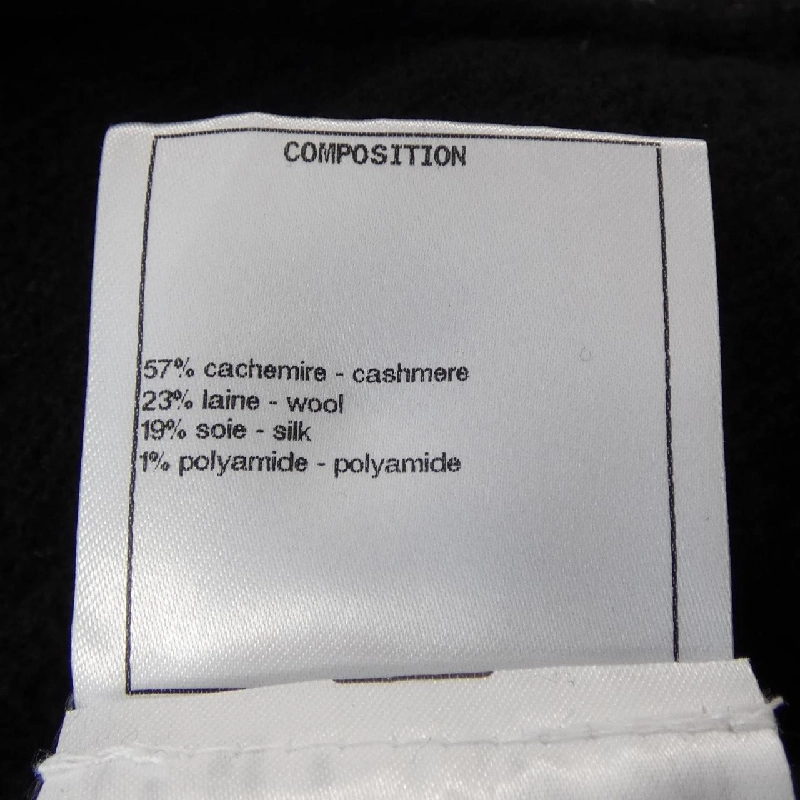 COMPOSITION
57% cachemire - cashmere
23% laine - wool
19% soie - silk
1% polyamide - polyamide